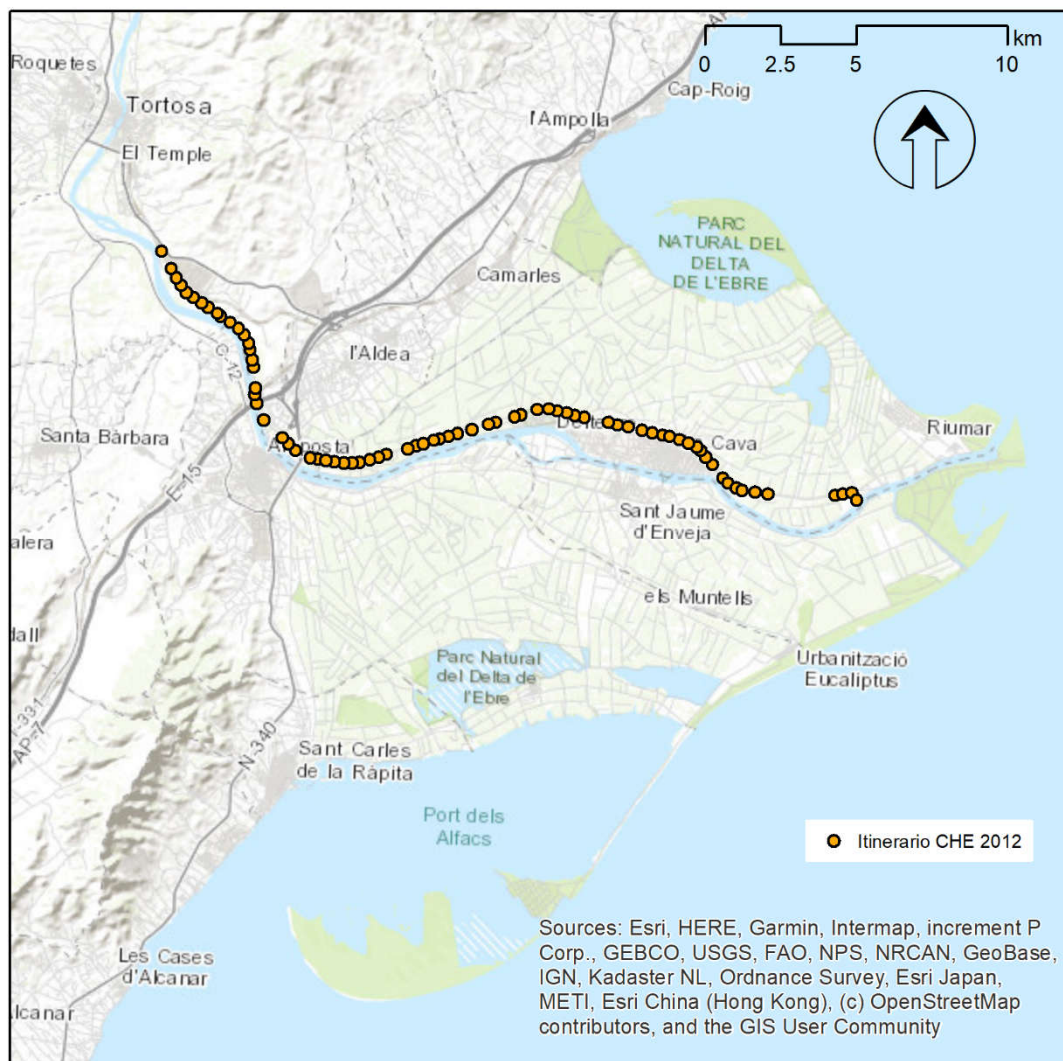 km
0 2.5 5 10
Roquetes
Tortosa
El Temple
l'Ampolla
Cap-Roig
PARC
NATURAL DEL
DELTA
DE L'EBRE
Camarles
l'Aldea
C-12
Santa Bàrbara
E-15
Cava
Riumar
Sant Jaume
d'Enveja
els Muntells
Urbanització
Eucaliptus
Parc Natural
del Delta de
l'Ebre
AP-7
N-340
Sant Carles
de la Ràpita
Port dels
Alfacs
Itinerario CHE 2012
Les Cases
d'Alcanar
Sources: Esri, HERE, Garmin, Intermap, increment P
Corp., GEBCO, USGS, FAO, NPS, NRCAN, GeoBase,
IGN, Kadaster NL, Ordnance Survey, Esri Japan,
METI, Esri China (Hong Kong), (c) OpenStreetMap
contributors, and the GIS User Community